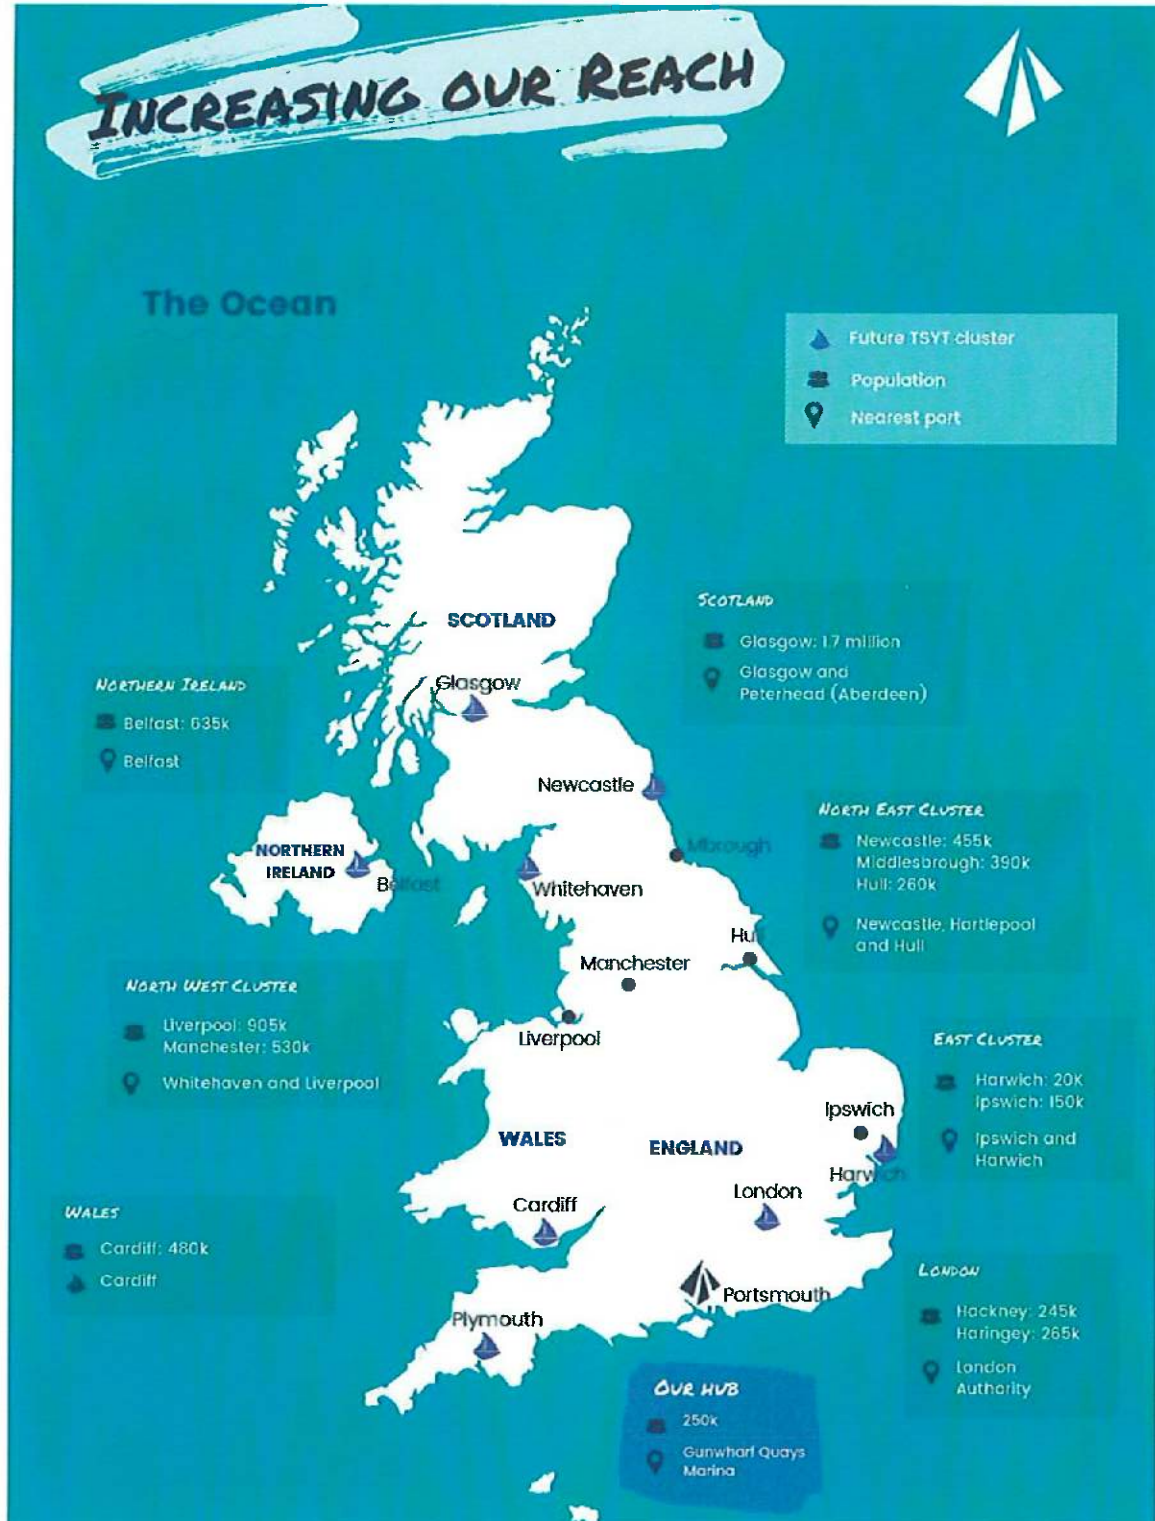 INCREASING OUR REACH
The Ocean
Future TSYT cluster
Population
Nearest port
SCOTLAND
Glasgow: 1.7 million
Glasgow and
Peterhead (Aberdeen)
SCOTLAND
Glasgow
NORTHERN IRELAND
Belfast: 635k
Belfast
Newcastle
NORTH EAST CLUSTER
Newcastle: 455k
Middlesbrough: 390k
Hull: 260k
Newcastle, Hartlepool
and Hull
NORTHERN
IRELAND
Belfast
Mbrough
Whitehaven
Hull
Manchester
Liverpool
NORTH WEST CLUSTER
Liverpool: 905k
Manchester: 530k
Whitehaven and Liverpool
EAST CLUSTER
Harwich: 20K
Ipswich: 150k
Ipswich and
Harwich
Ipswich
Harwich
WALES
ENGLAND
London
Cardiff
WALES
Cardiff: 480k
Cardiff
Portsmouth
Plymouth
LONDON
Hackney: 245k
Haringey: 265k
London
Authority
OUR HUB
250k
Gunwharf Quays
Marina